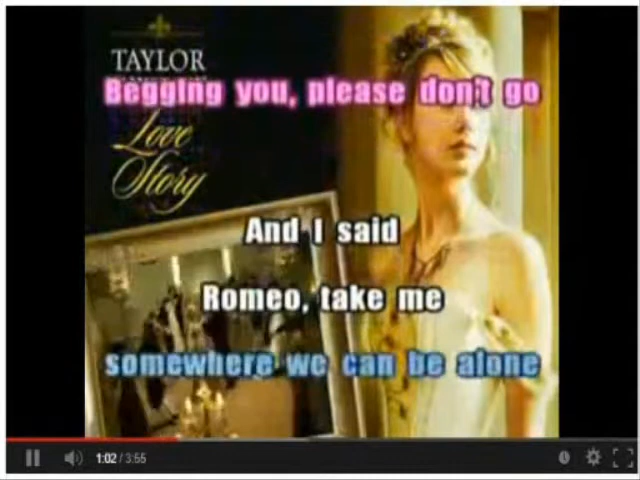 TAYLOR
Begging you, please don't go
Love
Story
And I said
Romeo, take me
somewhere we can be alone
1:02 / 3:55